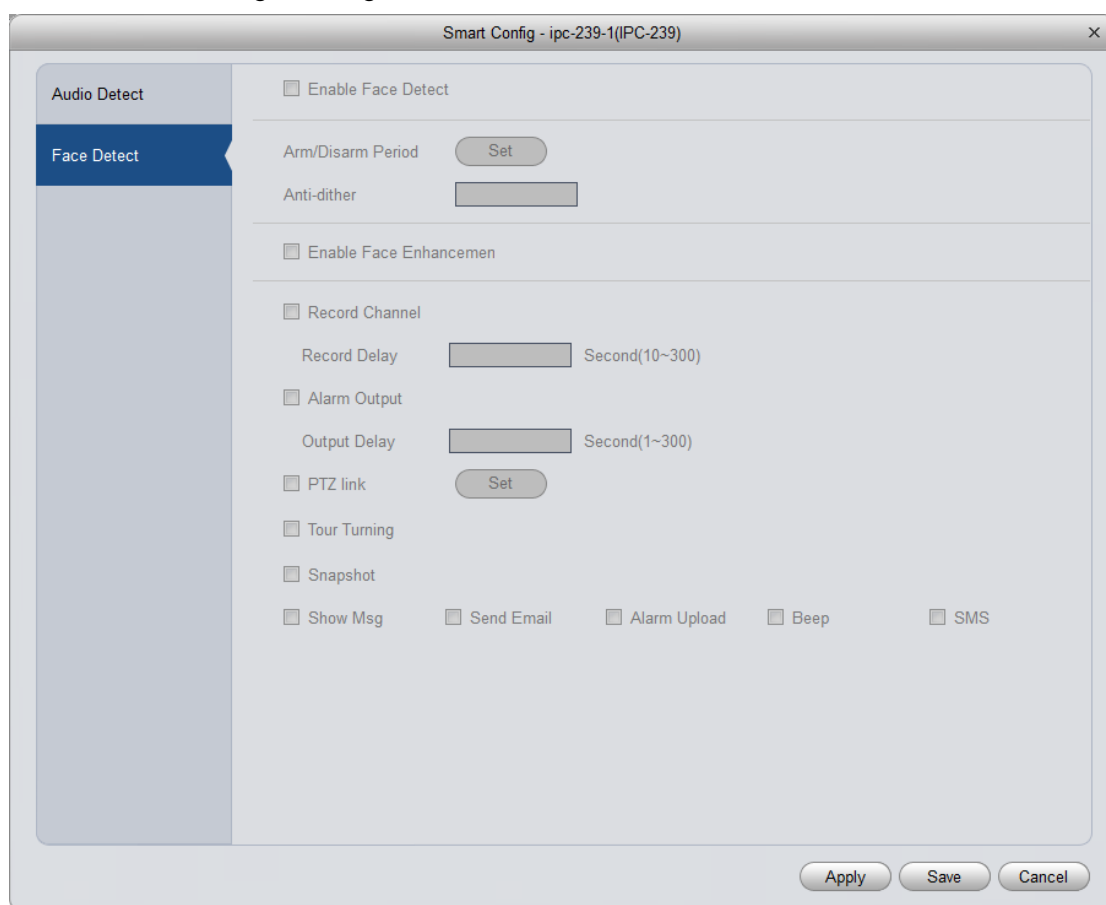 Smart Config - ipc-239-1(IPC-239)
Audio Detect
Face Detect
Enable Face Detect
Arm/Disarm Period Set
Anti-dither
Enable Face Enhancemen
Record Channel
Record Delay Second(10~300)
Alarm Output
Output Delay Second(1~300)
PTZ link Set
Tour Turning
Snapshot
Show Msg Send Email Alarm Upload Beep SMS
Apply Save Cancel